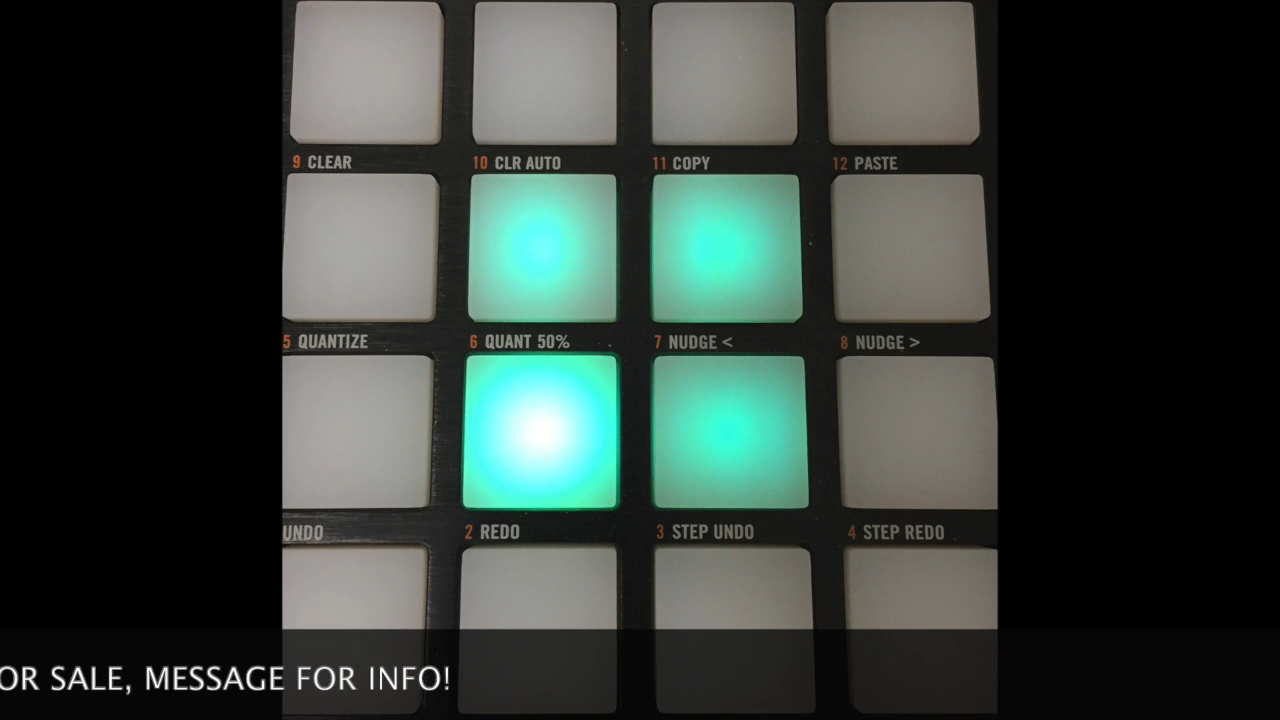 9 CLEAR 10 CLR AUTO 11 COPY 12 PASTE
5 QUANTIZE 6 QUANT 50% 7 NUDGE < 8 NUDGE >
UNDO 2 REDO 3 STEP UNDO 4 STEP REDO
OR SALE, MESSAGE FOR INFO!